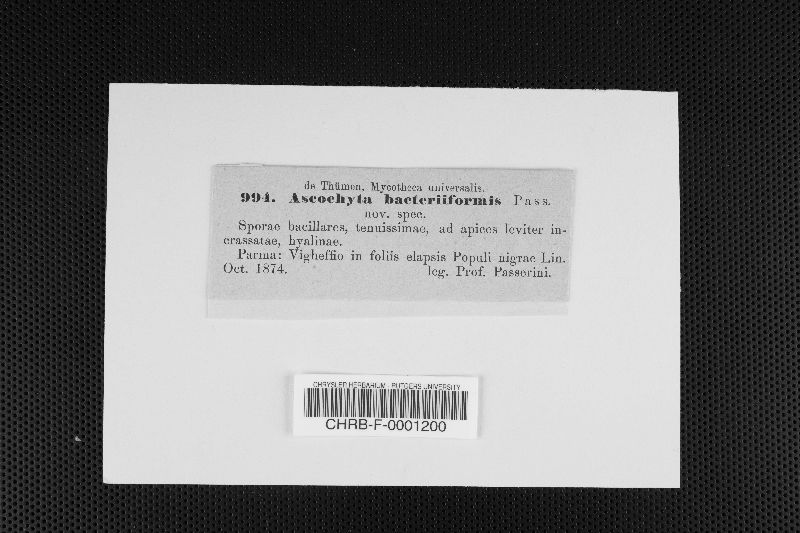 de Thümen, Mycotheca universalis.
994. Ascochyta bacteriiformis Pass.
nov. spec.
Sporae bacillares, tenuissimae, ad apices leviter in-
crassatae, hyalinae.
Parma: Vigheffio in foliis elapsis Populi nigrae Lin.
Oct. 1874. leg. Prof. Passerini.
CHRYSLER HERBARIUM - RUTGERS UNIVERSITY
CHRB-F-0001200